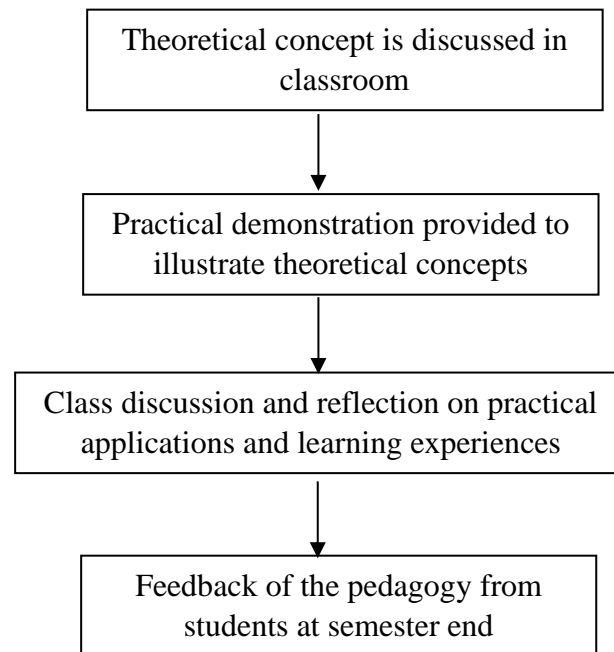 Theoretical concept is discussed in
classroom
Practical demonstration provided to
illustrate theoretical concepts
Class discussion and reflection on practical
applications and learning experiences
Feedback of the pedagogy from
students at semester end